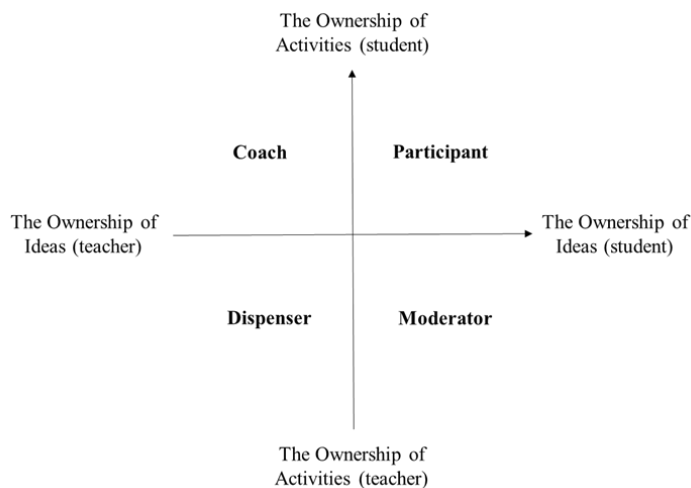 The Ownership of
Activities (student)
Coach
Participant
The Ownership of
Ideas (teacher)
The Ownership of
Ideas (student)
Dispenser
Moderator
The Ownership of
Activities (teacher)